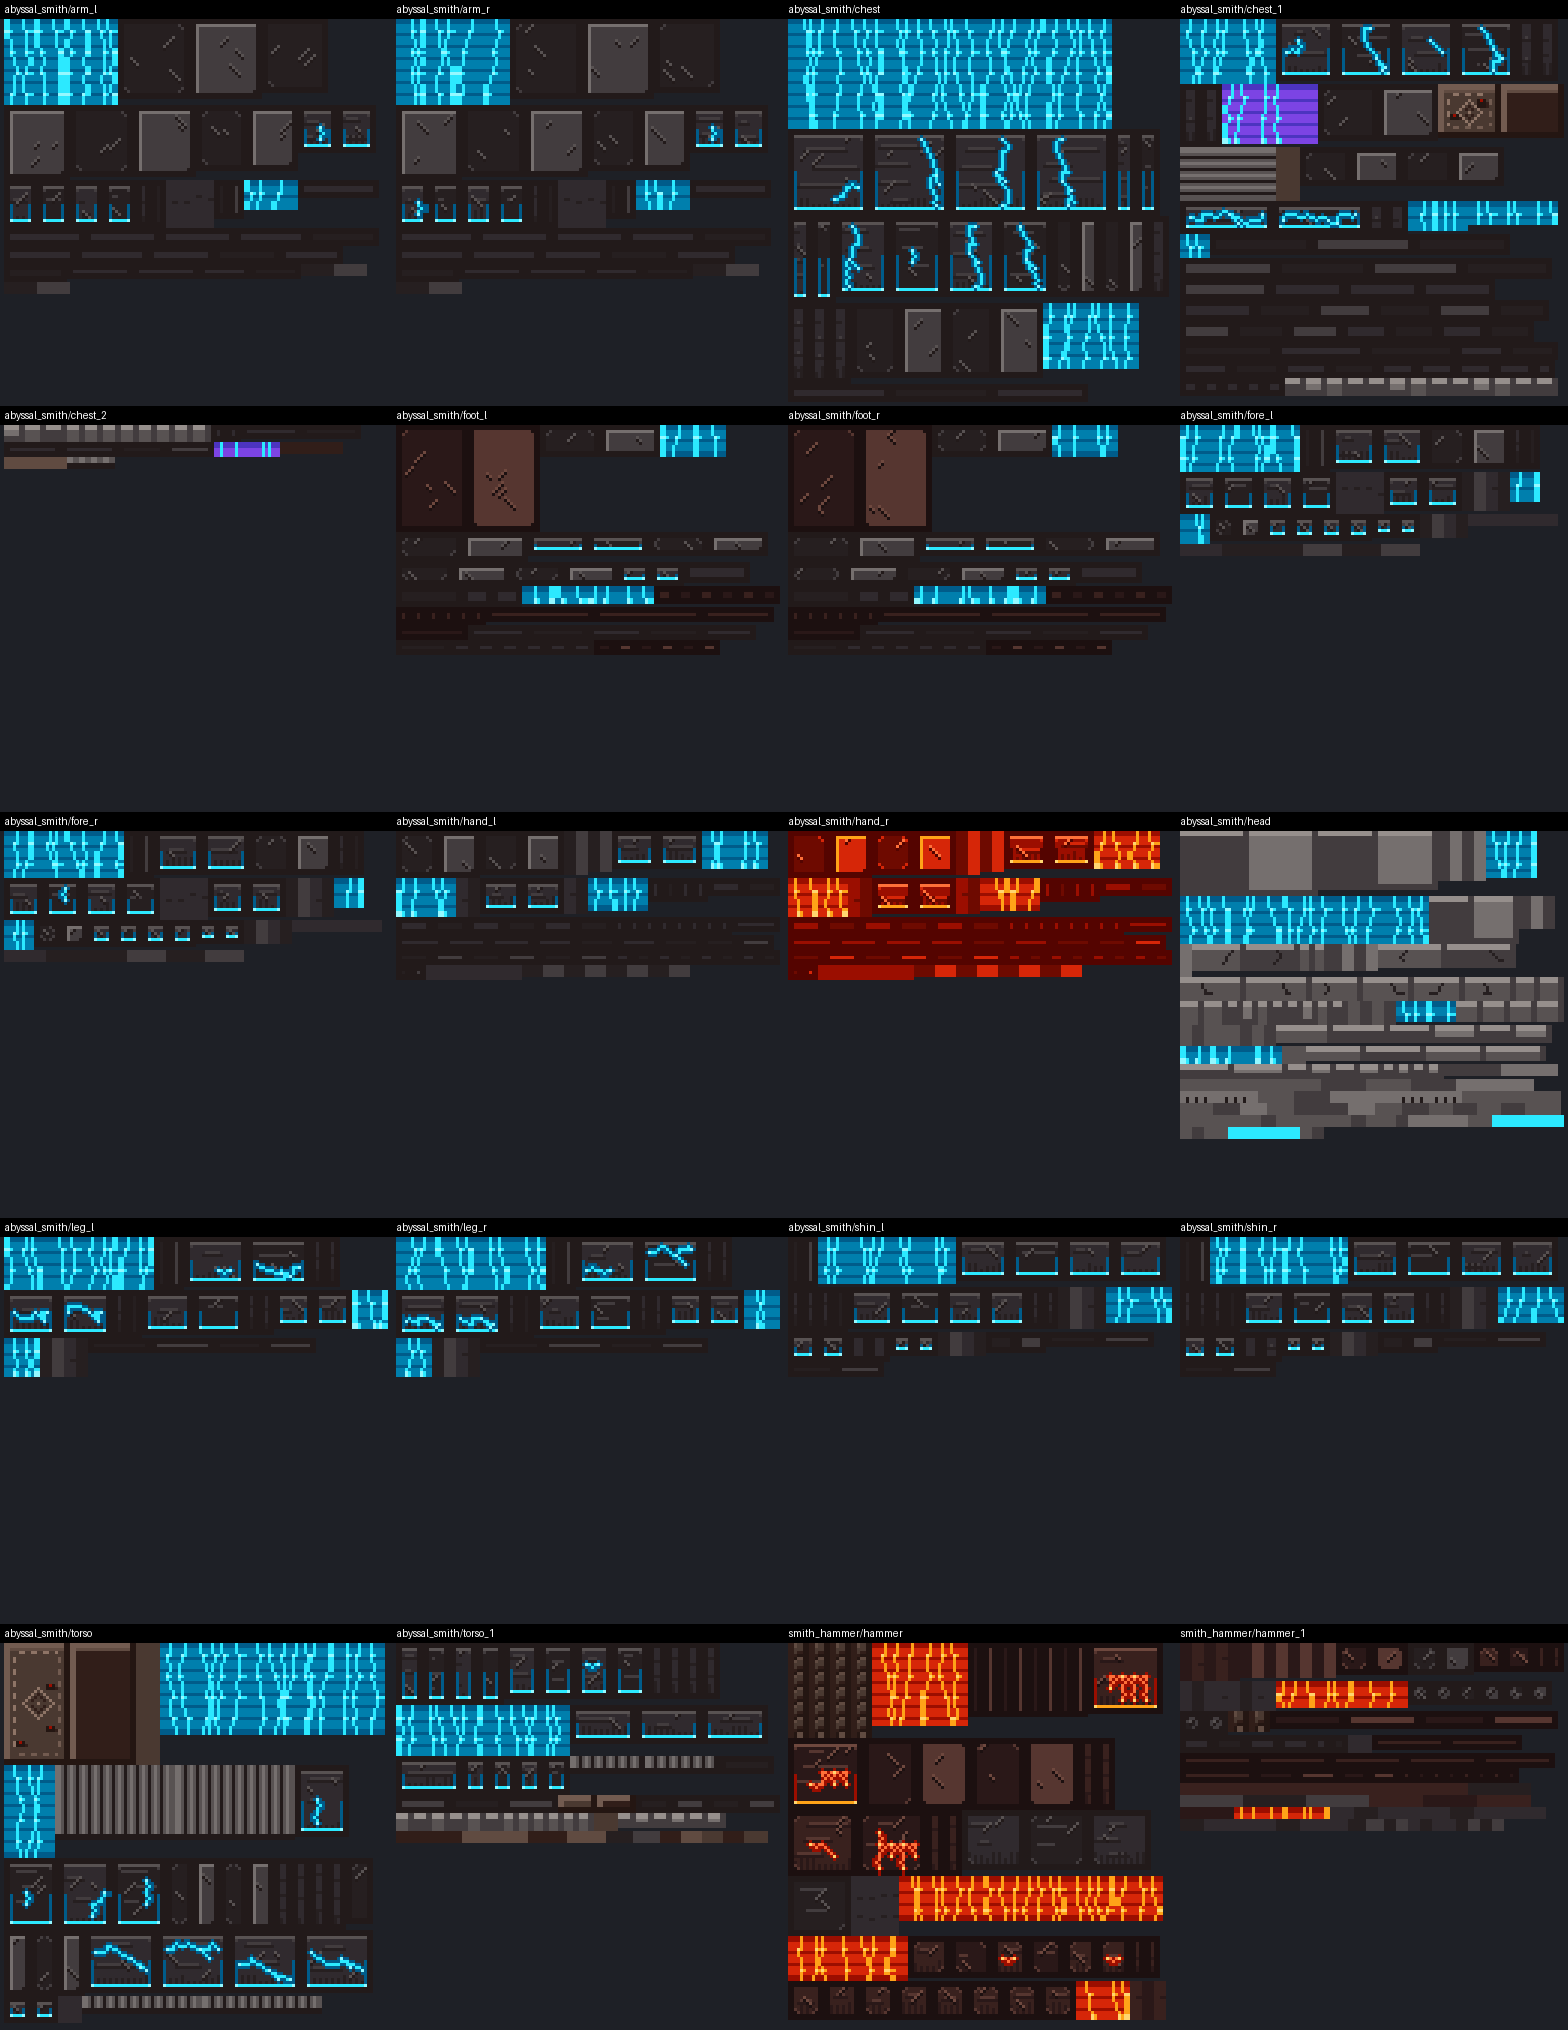 abyssal_smith/arm_l
abyssal_smith/arm_r
abyssal_smith/chest
abyssal_smith/chest_1
abyssal_smith/chest_2
abyssal_smith/foot_l
abyssal_smith/foot_r
abyssal_smith/fore_l
abyssal_smith/fore_r
abyssal_smith/hand_l
abyssal_smith/hand_r
abyssal_smith/head
abyssal_smith/leg_l
abyssal_smith/leg_r
abyssal_smith/shin_l
abyssal_smith/shin_r
abyssal_smith/torso
abyssal_smith/torso_1
smith_hammer/hammer
smith_hammer/hammer_1